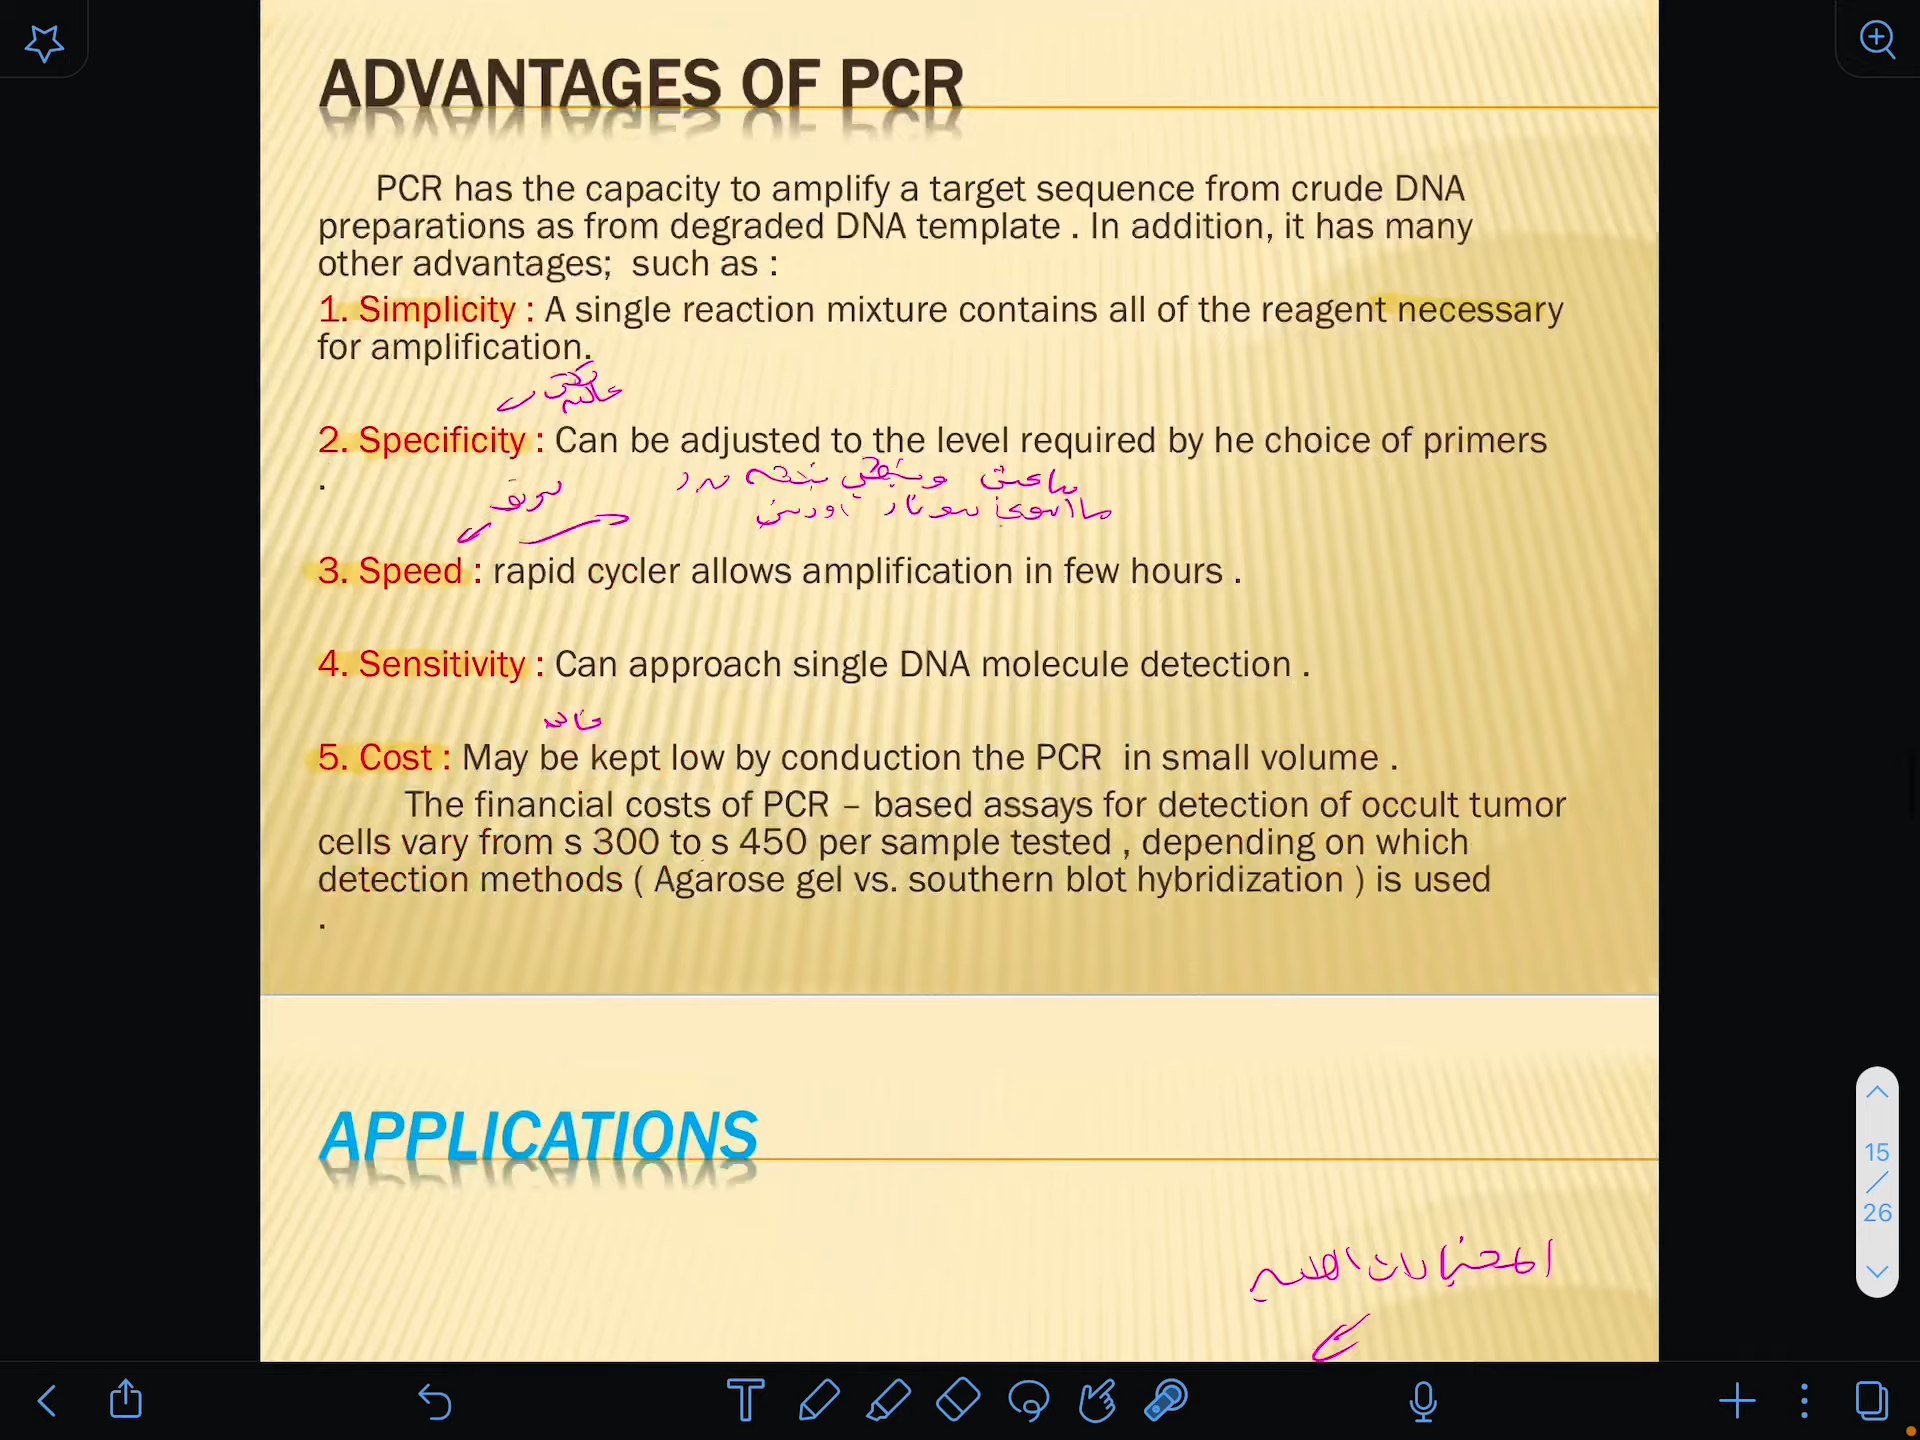 ADVANTAGES OF PCR
PCR has the capacity to amplify a target sequence from crude DNA
preparations as from degraded DNA template . In addition, it has many
other advantages; such as :
1. Simplicity : A single reaction mixture contains all of the reagent necessary
for amplification.
2. Specificity : Can be adjusted to the level required by he choice of primers
.
3. Speed : rapid cycler allows amplification in few hours .
4. Sensitivity : Can approach single DNA molecule detection .
5. Cost : May be kept low by conduction the PCR in small volume .
The financial costs of PCR – based assays for detection of occult tumor
cells vary from s 300 to s 450 per sample tested , depending on which
detection methods ( Agarose gel vs. southern blot hybridization ) is used
.
APPLICATIONS
15
/
26
T